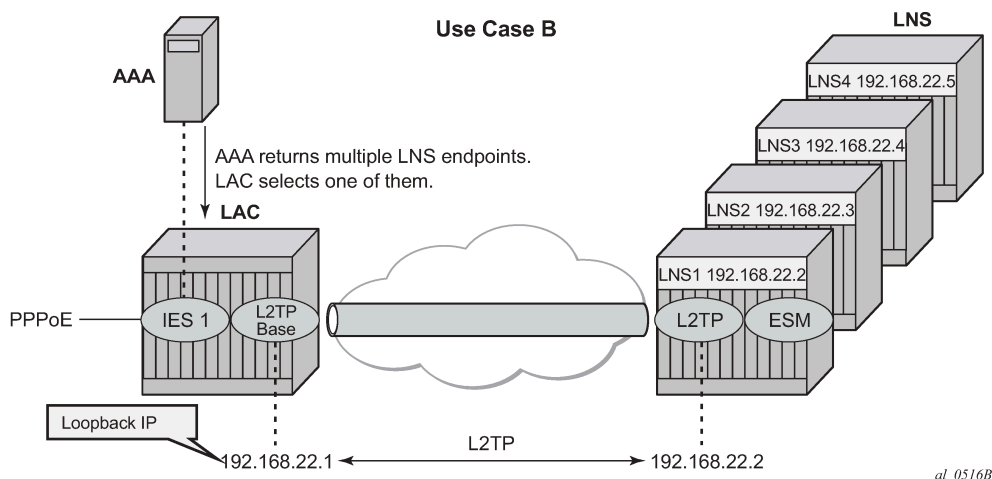 Use Case B
LNS
AAA
LNS4 192.168.22.5
LNS3 192.168.22.4
AAA returns multiple LNS endpoints.
LAC selects one of them.
LAC
LNS2 192.168.22.3
LNS1 192.168.22.2
PPPoE
IES 1
L2TP
Base
L2TP
ESM
Loopback IP
L2TP
192.168.22.1
192.168.22.2
al_0516B